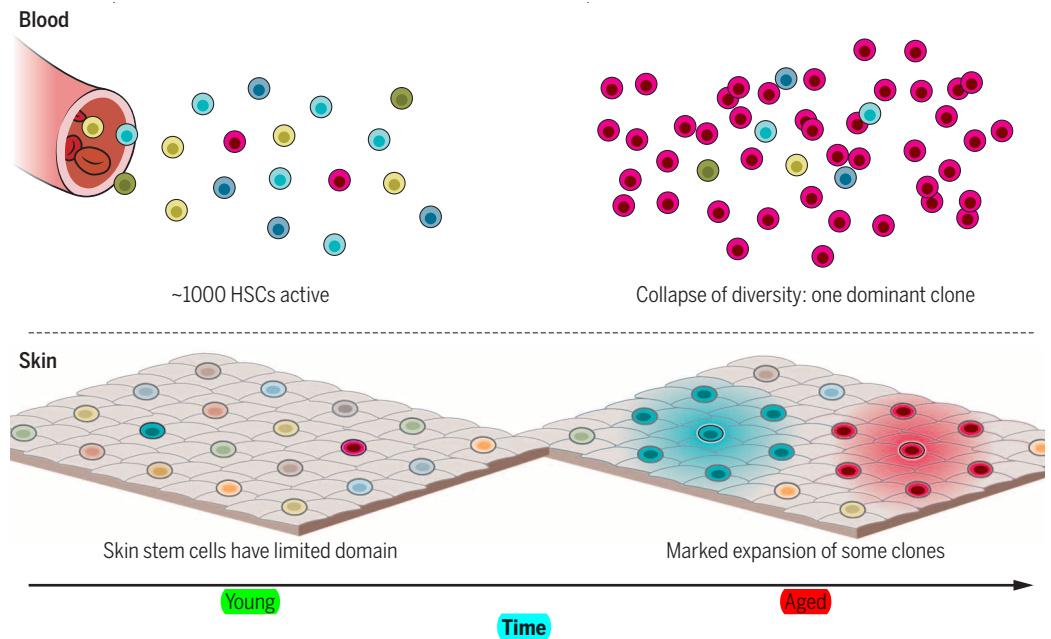 Blood
~1000 HSCs active
Collapse of diversity: one dominant clone
Skin
Skin stem cells have limited domain
Marked expansion of some clones
Young
Aged
Time